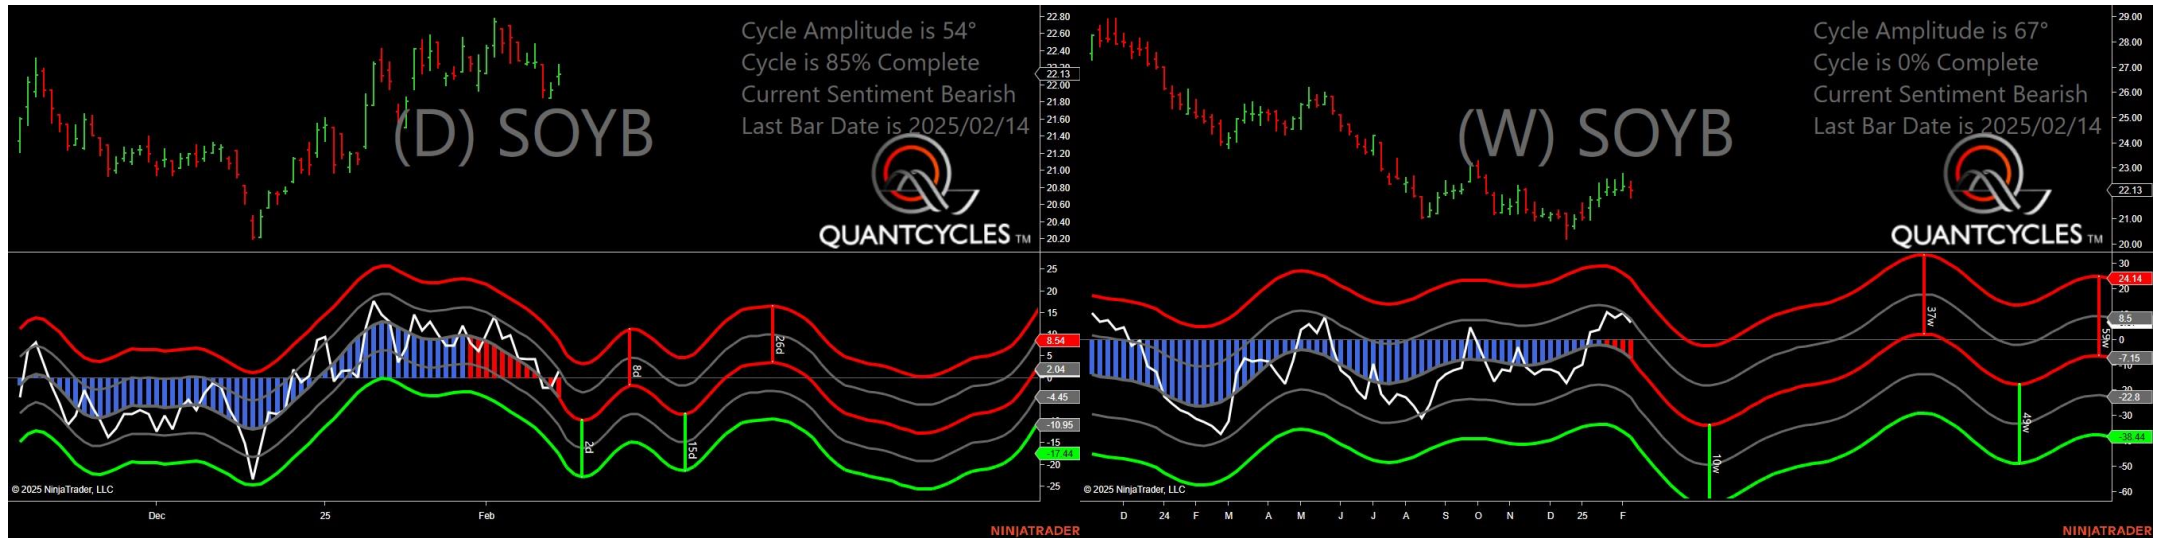 Cycle Amplitude is 54°
Cycle is 85% Complete
Current Sentiment Bearish
Last Bar Date is 2025/02/14
(D) SOYB
QUANTCYCLES TM
22.80
22.60
22.40
22.20
22.13
22.00
21.80
21.60
21.40
21.20
21.00
20.80
20.60
20.40
20.20
25
20
15
10
8.54
5
2.04
0
-4.45
-10.95
-15
-17.44
-20
-25
2d
8d
15d
26d
© 2025 NinjaTrader, LLC
Dec
25
Feb
NINJATRADER
Cycle Amplitude is 67°
Cycle is 0% Complete
Current Sentiment Bearish
Last Bar Date is 2025/02/14
(W) SOYB
QUANTCYCLES TM
29.00
28.00
27.00
26.00
25.00
24.00
23.00
22.13
21.00
20.00
30
24.14
20
8.5
0
-7.15
-22.8
-30
-38.44
-50
-60
10w
37w
49w
59w
© 2025 NinjaTrader, LLC
D 24 F M A M J J A S O N D 25 F
NINJATRADER